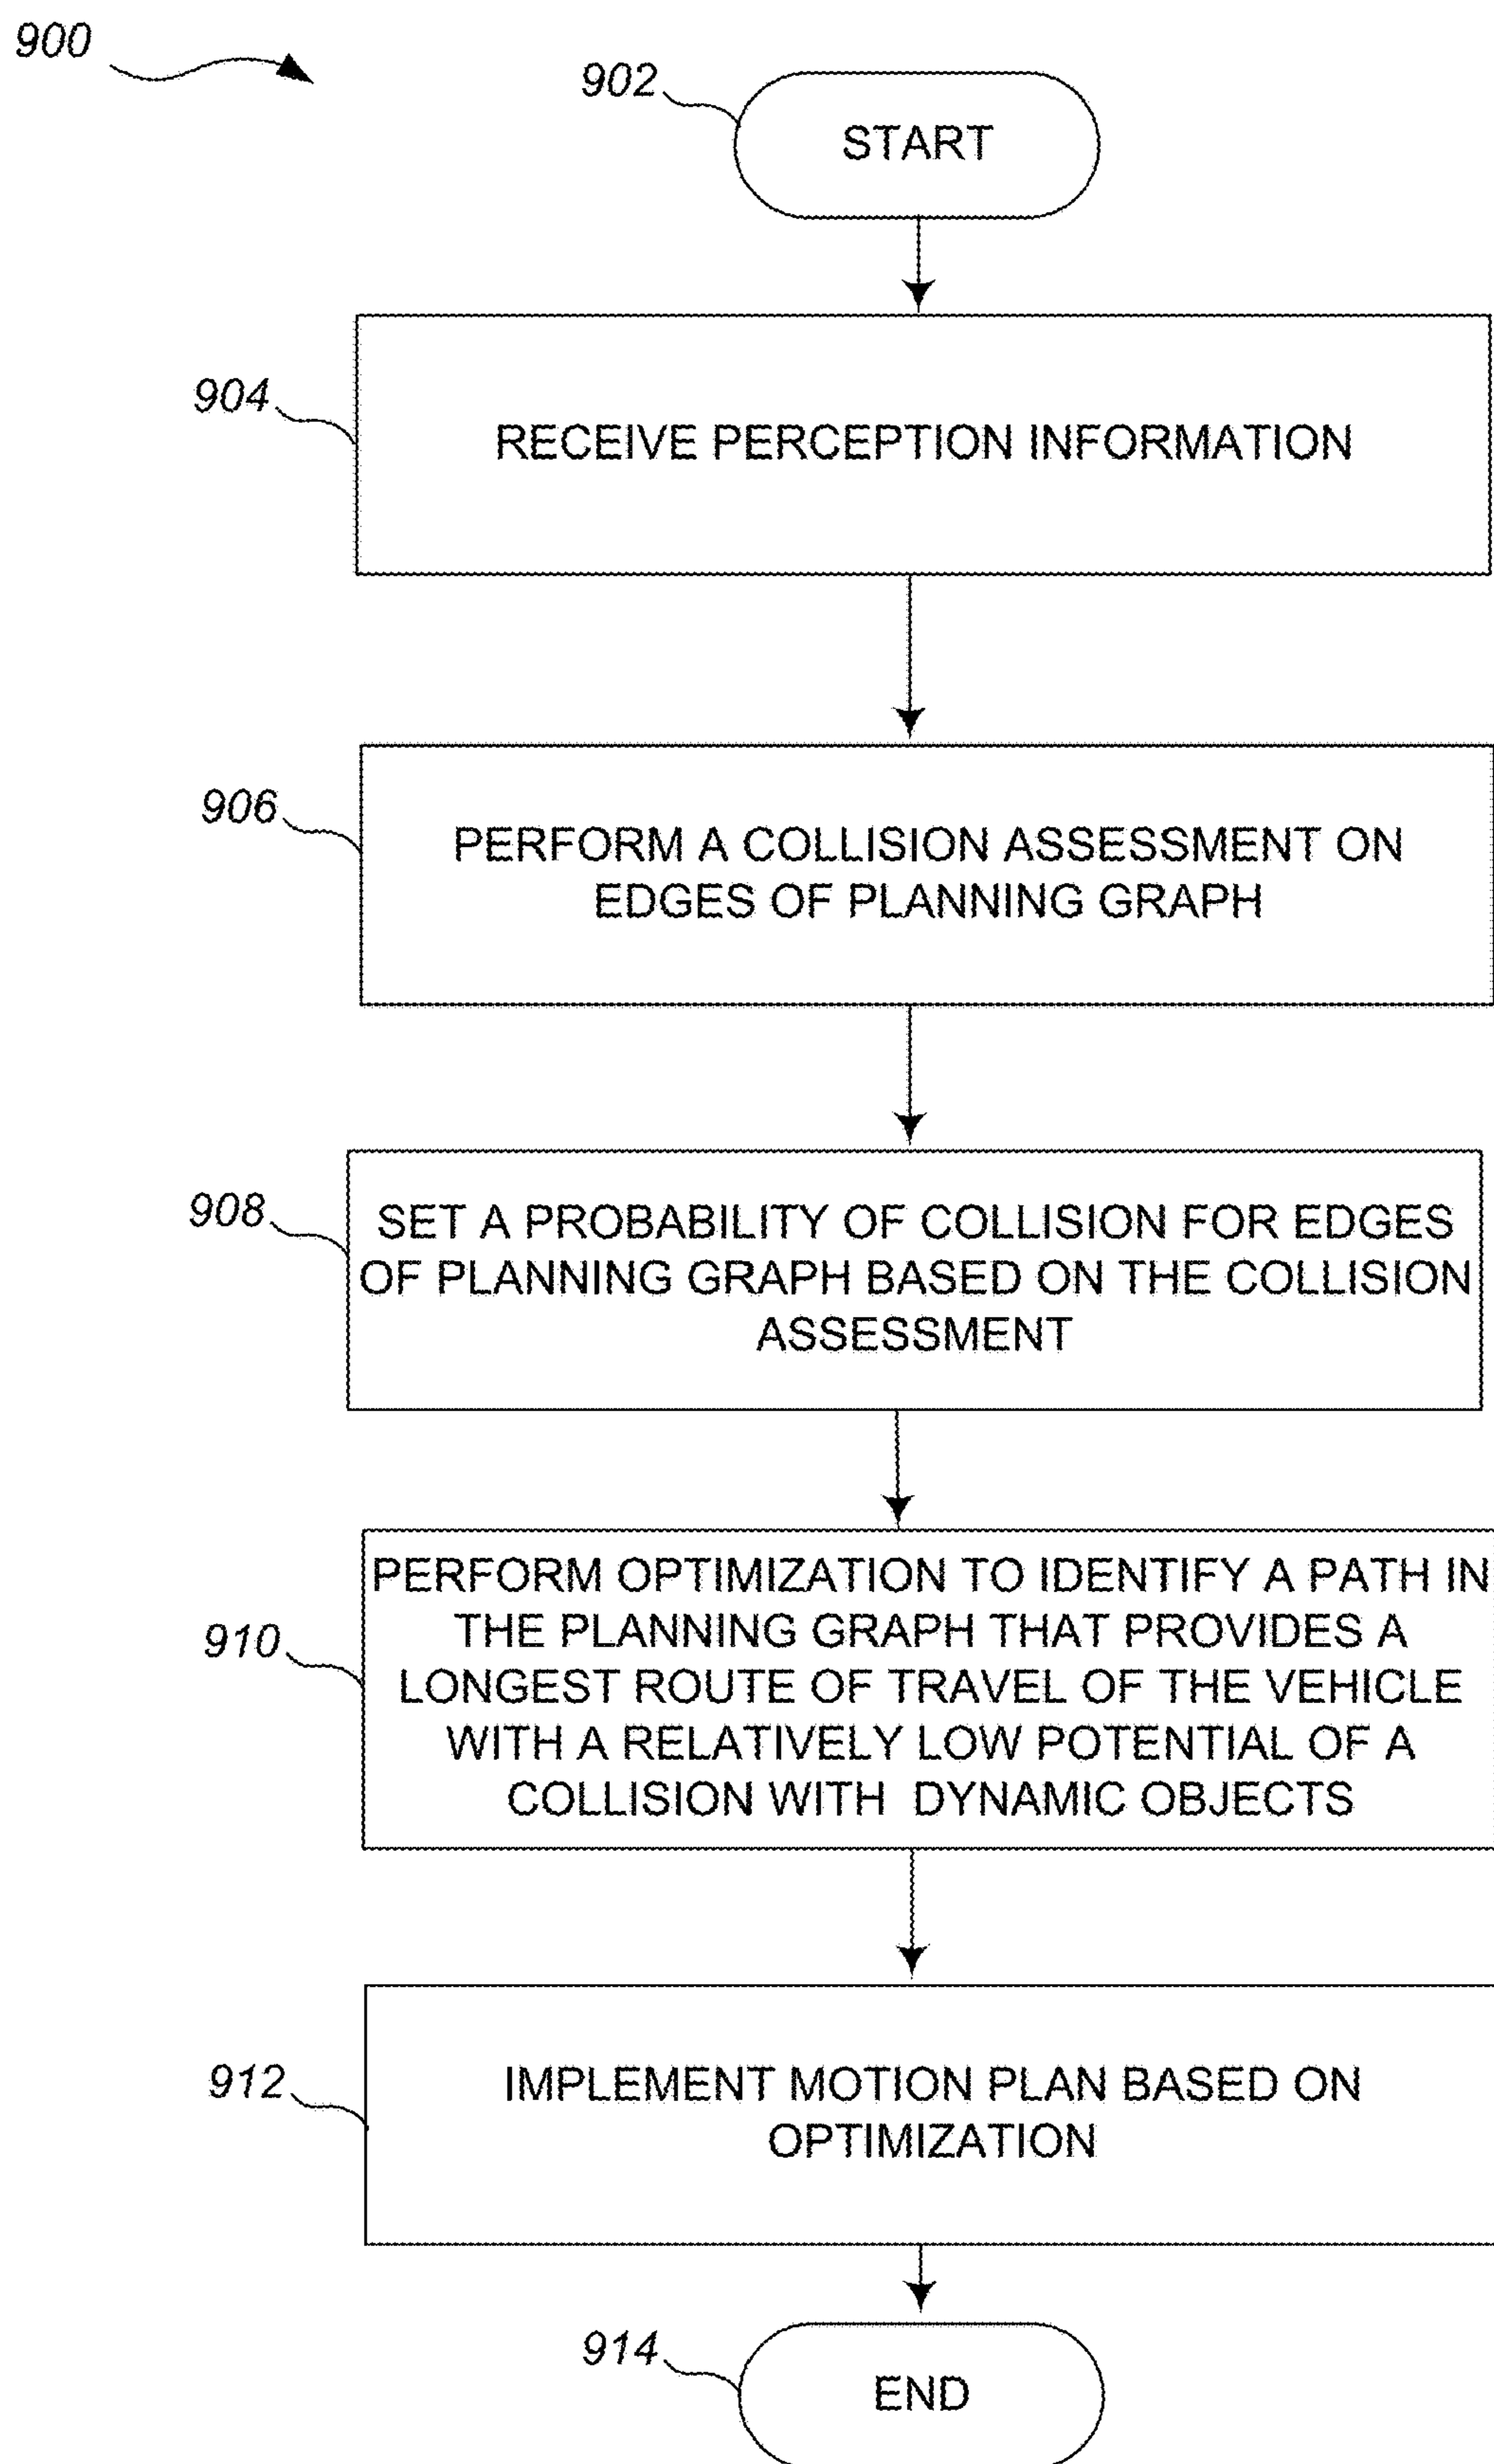 900
902
START
904
RECEIVE PERCEPTION INFORMATION
906
PERFORM A COLLISION ASSESSMENT ON
EDGES OF PLANNING GRAPH
908
SET A PROBABILITY OF COLLISION FOR EDGES
OF PLANNING GRAPH BASED ON THE COLLISION
ASSESSMENT
910
PERFORM OPTIMIZATION TO IDENTIFY A PATH IN
THE PLANNING GRAPH THAT PROVIDES A
LONGEST ROUTE OF TRAVEL OF THE VEHICLE
WITH A RELATIVELY LOW POTENTIAL OF A
COLLISION WITH DYNAMIC OBJECTS
912
IMPLEMENT MOTION PLAN BASED ON
OPTIMIZATION
914
END